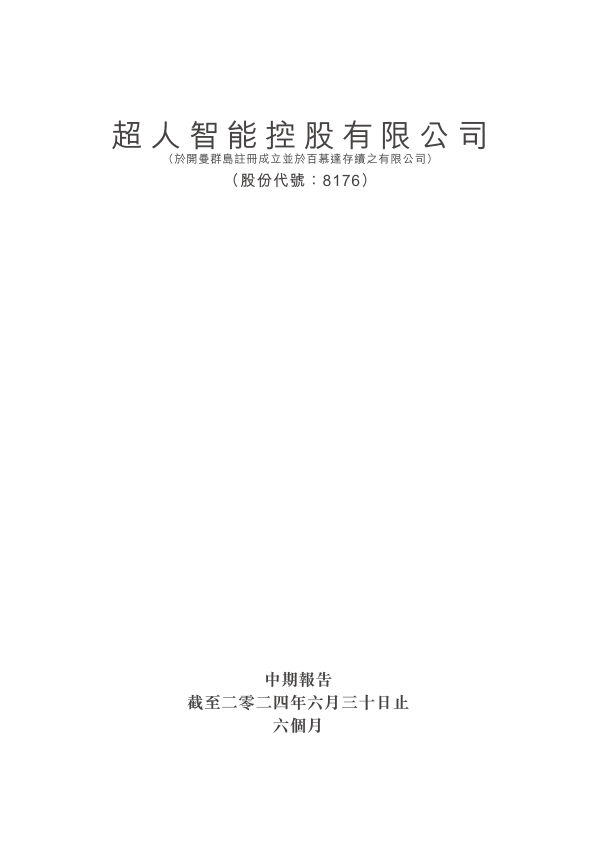 超人智能控股有限公司
（於開曼群島註冊成立並於百慕達存續之有限公司）
（股份代號：8176）
中期報告
截至二零二四年六月三十日止
六個月